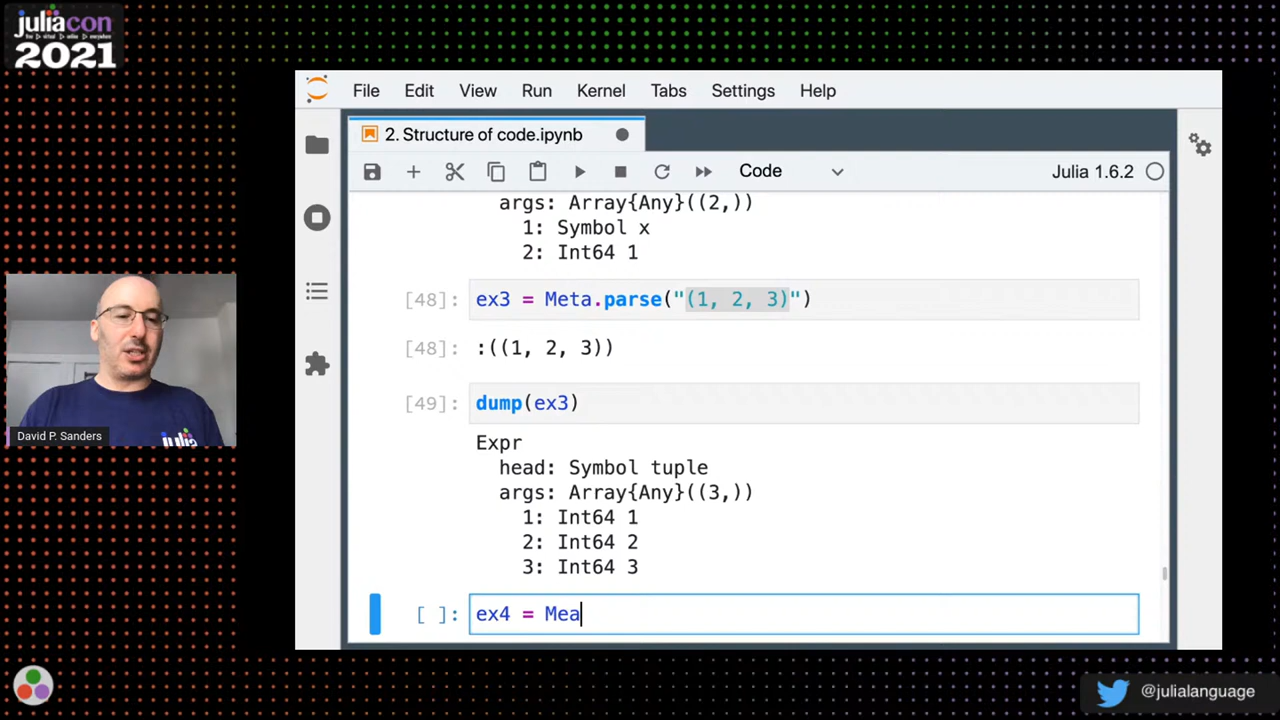 juliacon
2021
File Edit View Run Kernel Tabs Settings Help
2. Structure of code.ipynb
Code
Julia 1.6.2
args: Array{Any}((2,))
1: Symbol x
2: Int64 1
[48]: ex3 = Meta.parse("(1, 2, 3)")
[48]: :((1, 2, 3))
[49]: dump(ex3)
Expr
head: Symbol tuple
args: Array{Any}((3,))
1: Int64 1
2: Int64 2
3: Int64 3
[ ]: ex4 = Mea
David P. Sanders
julia
@julialanguage